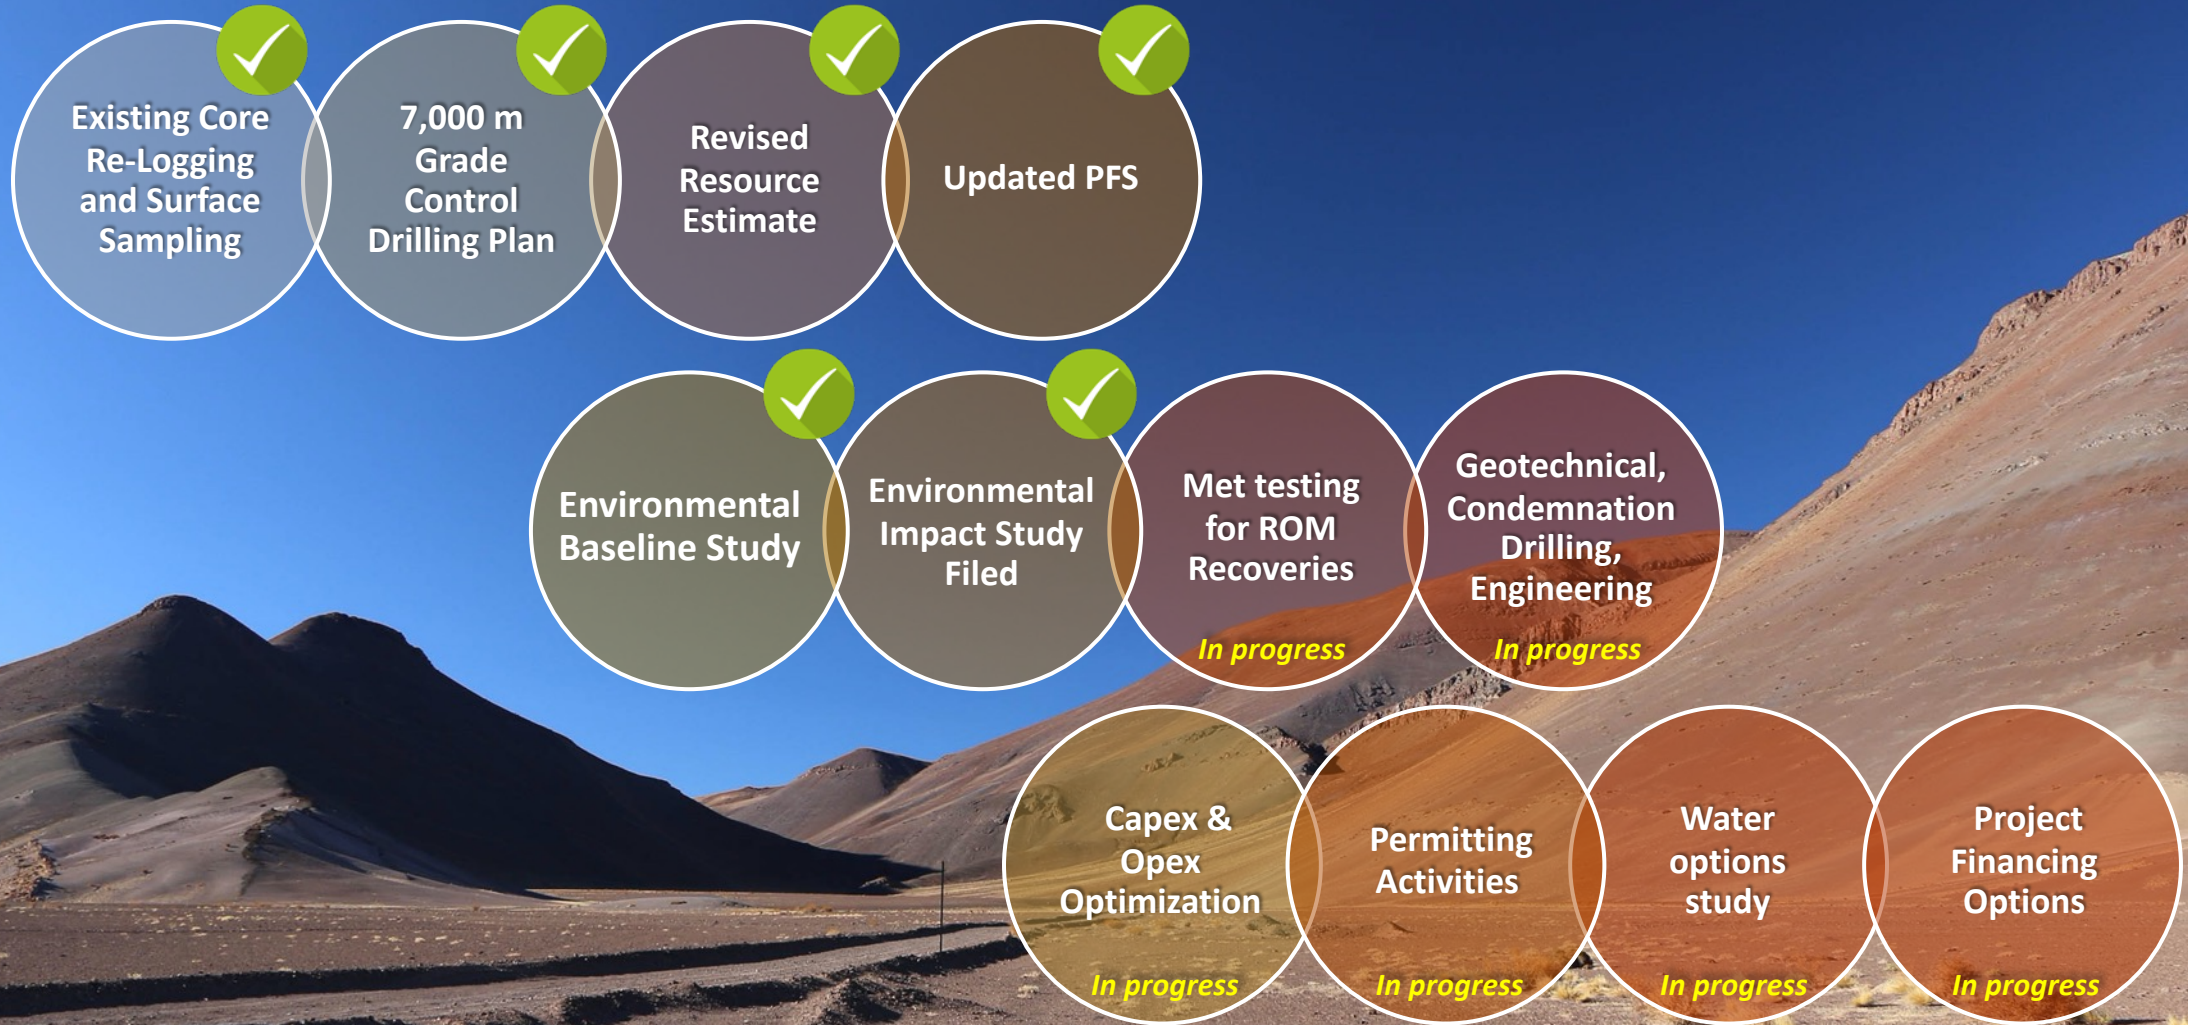 Existing Core
Re-Logging
and Surface
Sampling
7,000 m
Grade
Control
Drilling Plan
Revised
Resource
Estimate
Updated PFS
Environmental
Baseline Study
Environmental
Impact Study
Filed
Met testing
for ROM
Recoveries
In progress
Geotechnical,
Condemnation
Drilling,
Engineering
In progress
Capex &
Opex
Optimization
In progress
Permitting
Activities
In progress
Water
options
study
In progress
Project
Financing
Options
In progress